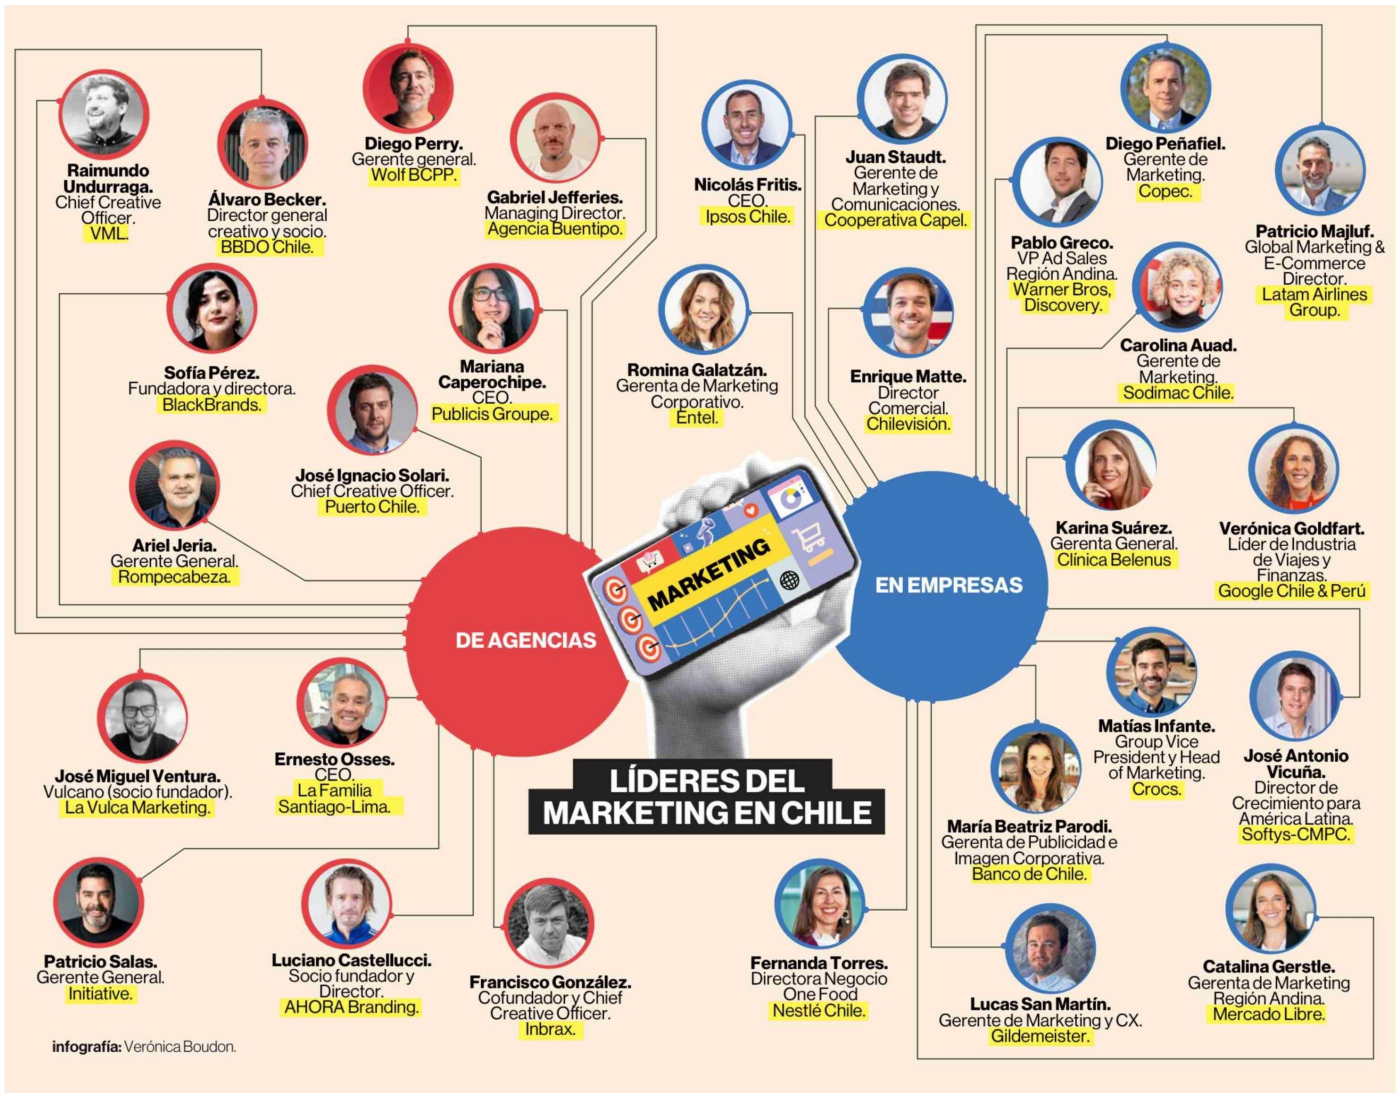 Raimundo
Undurraga.
Chief Creative
Officer.
VML.
Álvaro Becker.
Director general
creativo y socio.
BBDO Chile.
Diego Perry.
Gerente general.
Wolf BCPP.
Gabriel Jefferies.
Managing Director.
Agencia Buentipo.
Sofía Pérez.
Fundadora y directora.
BlackBrands.
Mariana
Caperochipe.
CEO.
Publicis Groupe.
José Ignacio Solari.
Chief Creative Officer.
Puerto Chile.
Ariel Jeria.
Gerente General.
Rompecabeza.
Nicolás Fritis.
CEO.
Ipsos Chile.
Juan Staudt.
Gerente de
Marketing y
Comunicaciones.
Cooperativa Capel.
Diego Peñafiel.
Gerente de
Marketing.
Copec.
Pablo Greco.
VP Ad Sales
Región Andina.
Warner Bros,
Discovery.
Patricio Majluf.
Global Marketing &
E-Commerce
Director.
Latam Airlines
Group.
Romina Galatzán.
Gerenta de Marketing
Corporativo.
Entel.
Enrique Matte.
Director
Comercial.
Chilevisión.
Carolina Auad.
Gerente de
Marketing.
Sodimac Chile.
Karina Suárez.
Gerenta General.
Clínica Belenus
Verónica Goldfart.
Líder de Industria
de Viajes y
Finanzas.
Google Chile & Perú
MARKETING
DE AGENCIAS
EN EMPRESAS
LÍDERES DEL
MARKETING EN CHILE
José Miguel Ventura.
Vulcano (socio fundador).
La Vulca Marketing.
Ernesto Osses.
CEO.
La Familia
Santiago-Lima.
Patricio Salas.
Gerente General.
Initiative.
Luciano Castellucci.
Socio fundador y
Director.
AHORA Branding.
Francisco González.
Cofundador y Chief
Creative Officer.
Inbrax.
Matías Infante.
Group Vice
President y Head
of Marketing.
Crocs.
José Antonio
Vicuña.
Director de
Crecimiento para
América Latina.
Softys-CMPC.
María Beatriz Parodi.
Gerenta de Publicidad e
Imagen Corporativa.
Banco de Chile.
Fernanda Torres.
Directora Negocio
One Food
Nestlé Chile.
Lucas San Martín.
Gerente de Marketing y CX.
Gildemeister.
Catalina Gerstle.
Gerenta de Marketing
Región Andina.
Mercado Libre.
infografía: Verónica Boudon.